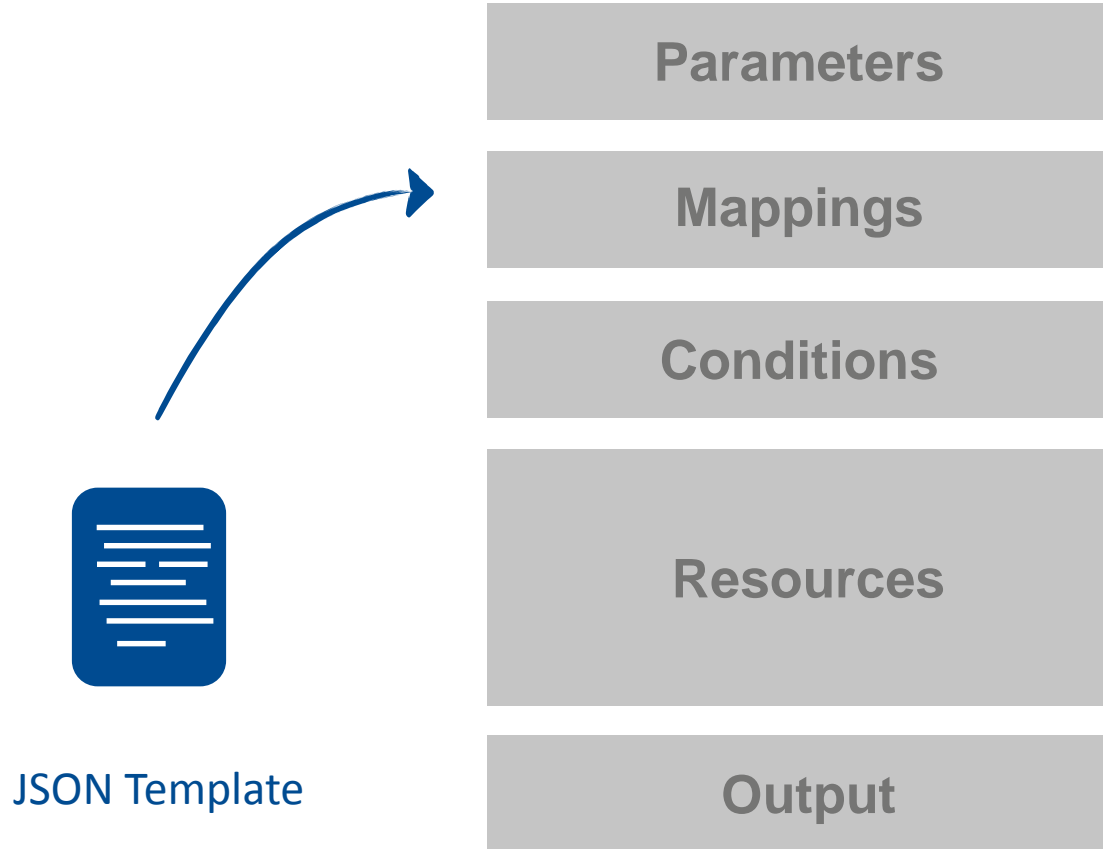 Parameters
Mappings
Conditions
Resources
JSON Template
Output